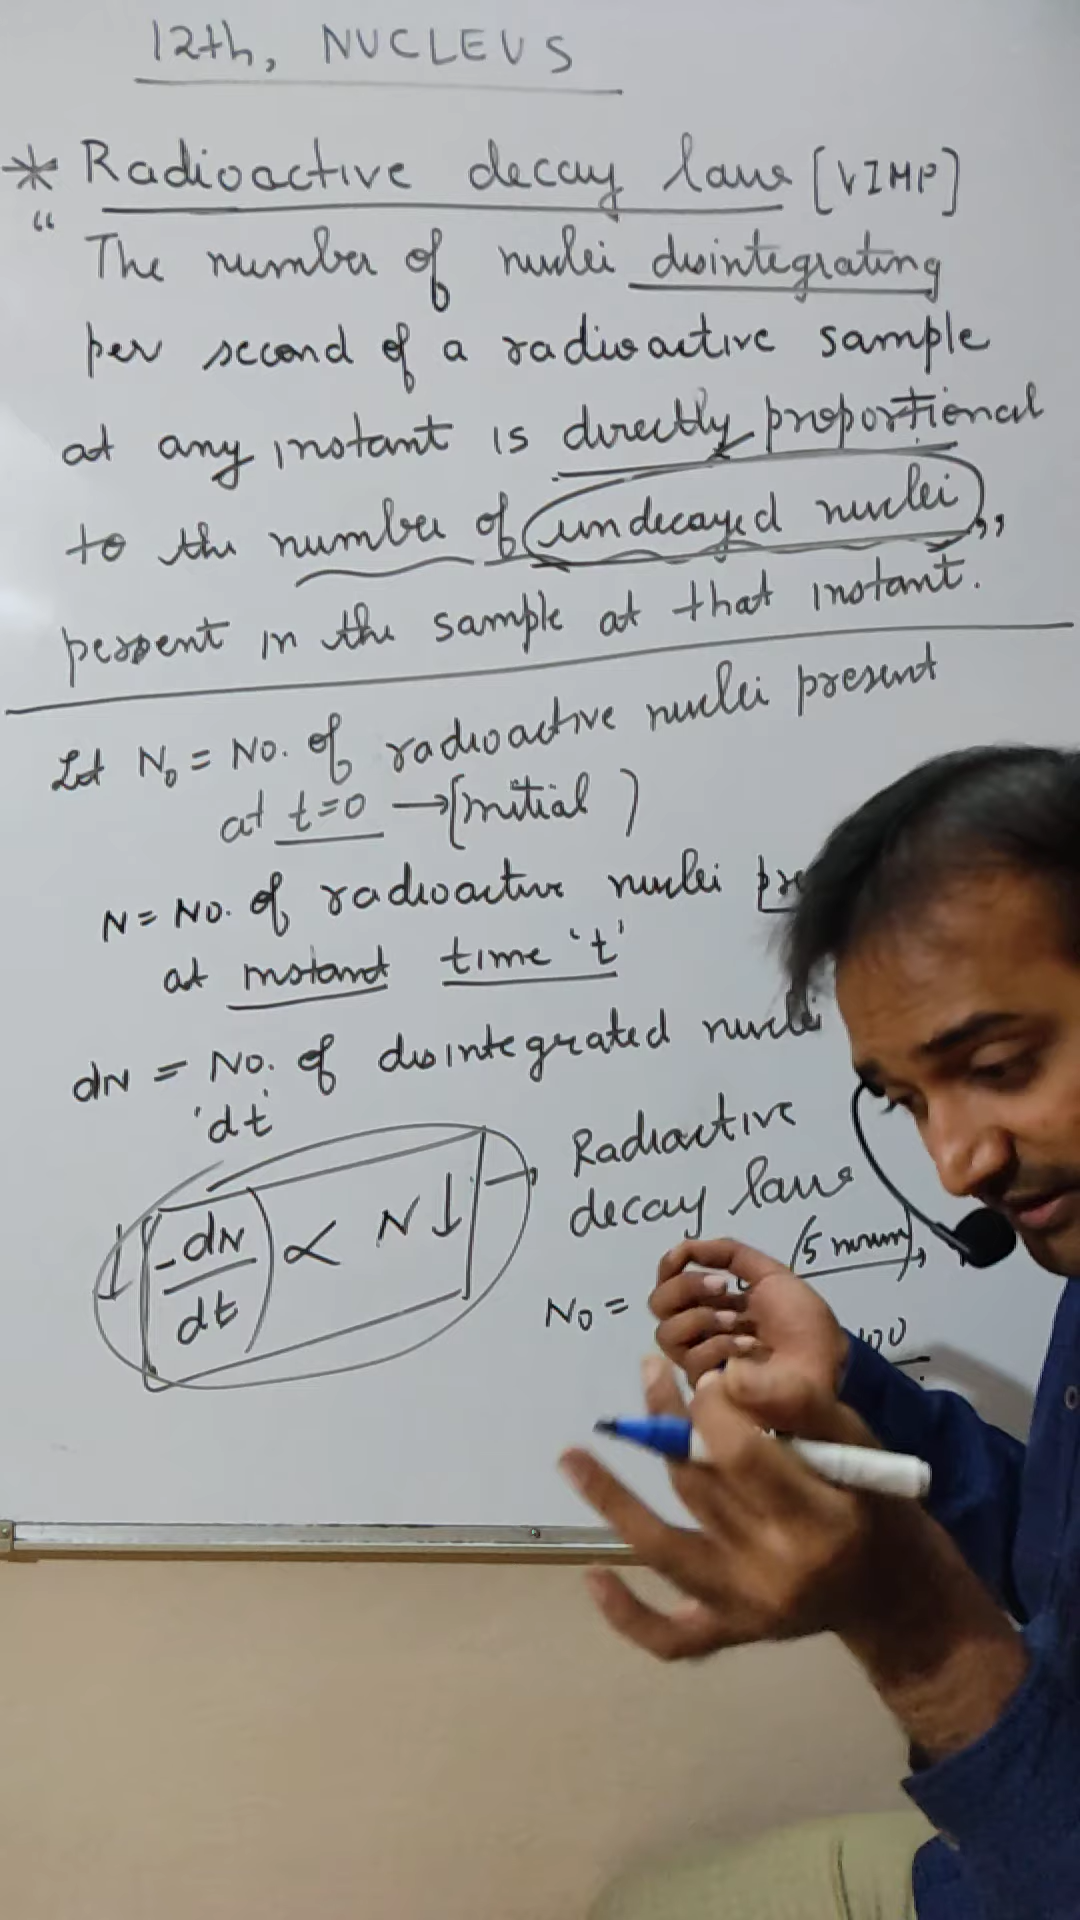 12th, NUCLEUS
* Radioactive decay law [VIMP]
“ The number of nuclei disintegrating
per second of a radioactive sample
at any instant is directly proportional
to the number of undecayed nuclei ,,
present in the sample at that instant.
Let N₀ = No. of radioactive nuclei present
at t=0 → (initial)
N = No. of radioactive nuclei
at instant time 't'
dN = No. of disintegrated nuclei
'dt'
↓ (-dN/dt) ∝ N ↓ → Radiactive
decay law
N₀ =